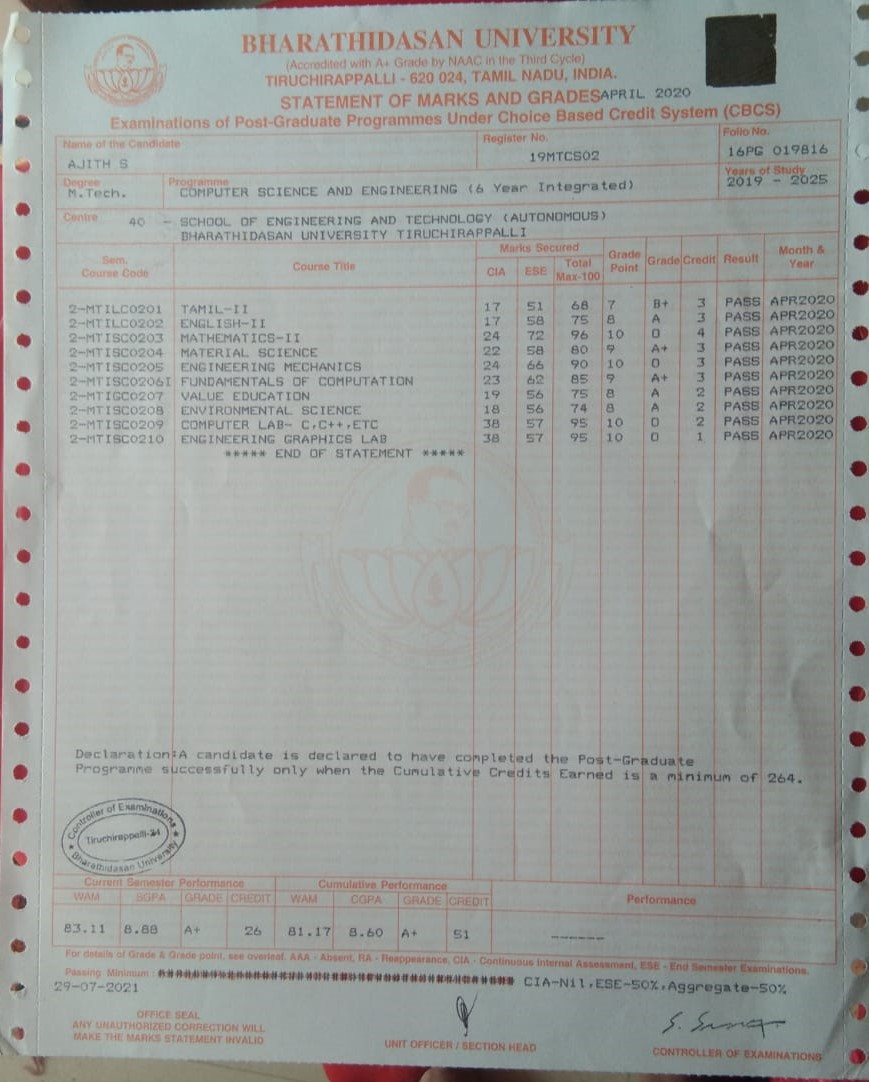 BHARATHIDASAN UNIVERSITY
(Accredited with A+ Grade by NAAC in the Third Cycle)
TIRUCHIRAPPALLI - 620 024, TAMIL NADU, INDIA.
STATEMENT OF MARKS AND GRADES APRIL 2020
Examinations of Post-Graduate Programmes Under Choice Based Credit System (CBCS)
Name of the Candidate Register No. Folio No.
AJITH S 19MTCS02 16PG 019816
Degree Programme Years of Study
M.Tech. COMPUTER SCIENCE AND ENGINEERING (6 Year Integrated) 2019 - 2025
Centre 40 - SCHOOL OF ENGINEERING AND TECHNOLOGY (AUTONOMOUS)
BHARATHIDASAN UNIVERSITY TIRUCHIRAPPALLI
Sem. Course Code Course Title Marks Secured CIA ESE Total Max-100 Grade Point Grade Credit Result Month & Year
2-MTILC0201 TAMIL-II 17 51 68 7 B+ 3 PASS APR2020
2-MTILC0202 ENGLISH-II 17 58 75 8 A 3 PASS APR2020
2-MTISC0203 MATHEMATICS-II 24 72 96 10 O 4 PASS APR2020
2-MTISC0204 MATERIAL SCIENCE 22 58 80 9 A+ 3 PASS APR2020
2-MTISC0205 ENGINEERING MECHANICS 24 66 90 10 O 3 PASS APR2020
2-MTISC0206I FUNDAMENTALS OF COMPUTATION 23 62 85 9 A+ 3 PASS APR2020
2-MTIGC0207 VALUE EDUCATION 19 56 75 8 A 2 PASS APR2020
2-MTISC0208 ENVIRONMENTAL SCIENCE 18 56 74 8 A 2 PASS APR2020
2-MTISC0209 COMPUTER LAB- C,C++,ETC 38 57 95 10 O 2 PASS APR2020
2-MTISC0210 ENGINEERING GRAPHICS LAB 38 57 95 10 O 1 PASS APR2020
***** END OF STATEMENT *****
Declaration:A candidate is declared to have completed the Post-Graduate
Programme successfully only when the Cumulative Credits Earned is a minimum of 264.
Controller of Examinations
Tiruchirappalli-24
Bharathidasan University
Current Semester Performance Cumulative Performance Performance
WAM SGPA GRADE CREDIT WAM CGPA GRADE CREDIT
83.11 8.88 A+ 26 81.17 8.60 A+ 51 ------
For details of Grade & Grade point, see overleaf. AAA - Absent, RA - Reappearance, CIA - Continuous Internal Assessment, ESE - End Semester Examinations.
Passing Minimum : CIA-Nil,ESE-50%,Aggregate-50%
29-07-2021
OFFICE SEAL
ANY UNAUTHORIZED CORRECTION WILL
MAKE THE MARKS STATEMENT INVALID
UNIT OFFICER / SECTION HEAD
CONTROLLER OF EXAMINATIONS